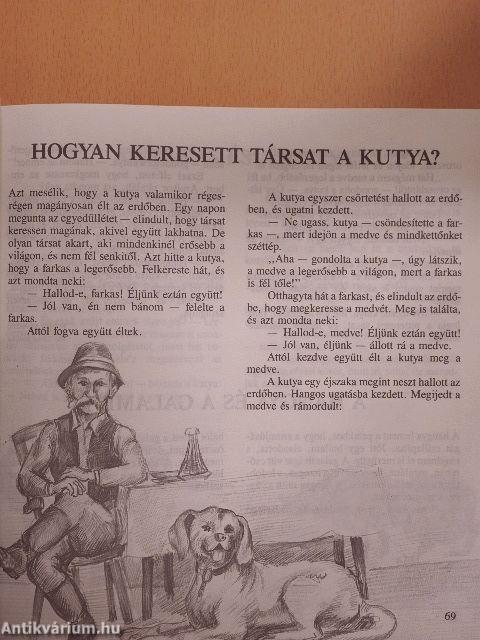 HOGYAN KERESETT TÁRSAT A KUTYA?
Azt mesélik, hogy a kutya valamikor réges-
régen magányosan élt az erdőben. Egy napon
megunta az egyedüllétet — elindult, hogy társat
keressen magának, akivel együtt lakhatna. De
olyan társat akart, aki mindenkinél erősebb a
világon, és nem fél senkitől. Azt hitte a kutya,
hogy a farkas a legerősebb. Felkereste hát, és
azt mondta neki:
— Hallod-e, farkas! Éljünk eztán együtt!
— Jól van, én nem bánom — felelte a
farkas.
Attól fogva együtt éltek.
A kutya egyszer csörtetést hallott az erdő-
ben, és ugatni kezdett.
— Ne ugass, kutya — csöndesítette a far-
kas —, mert idejön a medve és mindkettőnket
széttép.
„Aha — gondolta a kutya —, úgy látszik,
a medve a legerősebb a világon, mert a farkas
is fél tőle!”
Otthagyta hát a farkast, és elindult az erdő-
be, hogy megkeresse a medvét. Meg is találta,
és azt mondta neki:
— Hallod-e, medve! Éljünk eztán együtt!
— Jól van, éljünk — állott rá a medve.
Attól kezdve együtt élt a kutya meg a
medve.
A kutya egy éjszaka megint neszt hallott az
erdőben. Hangos ugatásba kezdett. Megijedt a
medve és rámordult:
69
Antikvárium.hu